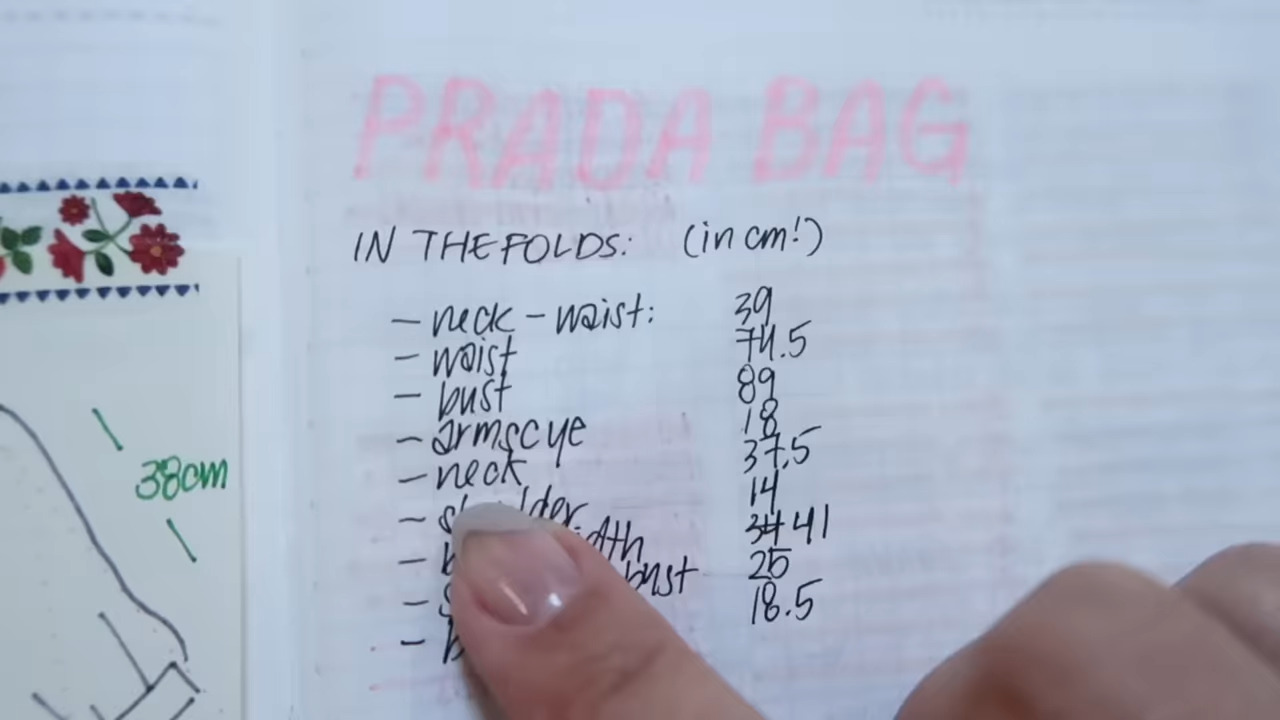 PRADA BAG
IN THE FOLDS: (in cm!)
- neck - waist: 39
- waist 74.5
- bust 89
- armscye 18
- neck 37.5
- 14
- 41
- bust 25
- 18.5
38cm